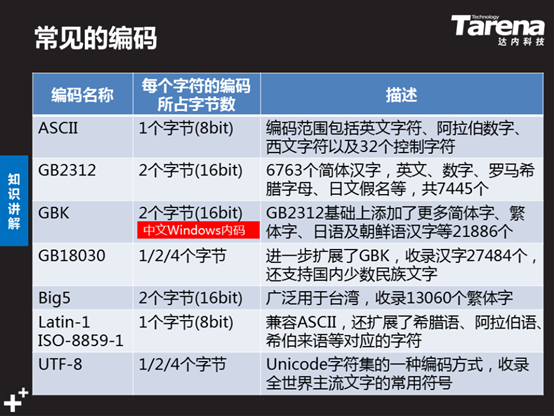 常见的编码
Technology
Tarena
达内科技
编码名称
每个字符的编码
所占字节数
描述
ASCII
1个字节(8bit)
编码范围包括英文字符、阿拉伯数字、
西文字符以及32个控制字符
GB2312
2个字节(16bit)
6763个简体汉字，英文、数字、罗马希
腊字母、日文假名等，共7445个
GBK
2个字节(16bit)
中文Windows内码
GB2312基础上添加了更多简体字、繁
体字、日语及朝鲜语汉字等21886个
GB18030
1/2/4个字节
进一步扩展了GBK，收录汉字27484个，
还支持国内少数民族文字
Big5
2个字节(16bit)
广泛用于台湾，收录13060个繁体字
Latin-1
ISO-8859-1
1个字节(8bit)
兼容ASCII，还扩展了希腊语、阿拉伯语、
希伯来语等对应的字符
UTF-8
1/2/4个字节
Unicode字符集的一种编码方式，收录
全世界主流文字的常用符号
知
识
讲
解